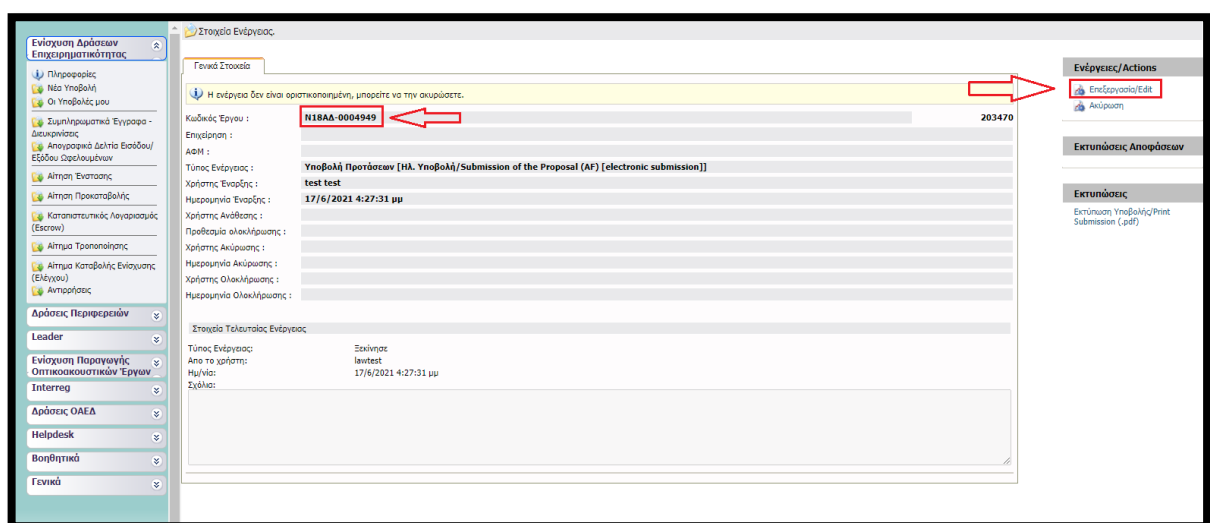 Ενίσχυση Δράσεων
Επιχειρηματικότητας
Πληροφορίες
Νέα Υποβολή
Οι Υποβολές μου
Συμπληρωματικά Έγγραφα -
Διευκρινίσεις
Απογραφικά Δελτία Εισόδου/
Εξόδου Ωφελουμένων
Αίτηση Ένστασης
Αίτηση Προκαταβολής
Καταπιστευτικός Λογαριασμός
(Escrow)
Αίτημα Τροποποίησης
Αίτημα Καταβολής Ενίσχυσης
(Ελέγχου)
Αντιρρήσεις
Δράσεις Περιφερειών
Leader
Ενίσχυση Παραγωγής
Οπτικοακουστικών Έργων
Interreg
Δράσεις ΟΑΕΔ
Helpdesk
Βοηθητικά
Γενικά
Στοιχεία Ενέργειας.
Γενικά Στοιχεία
Η ενέργεια δεν είναι οριστικοποιημένη, μπορείτε να την ακυρώσετε.
Κωδικός Έργου : Ν18ΑΔ-0004949 203470
Επιχείρηση :
ΑΦΜ :
Τύπος Ενέργειας : Υποβολή Προτάσεων [Ηλ. Υποβολή/Submission of the Proposal (AF) [electronic submission]]
Χρήστης Έναρξης : test test
Ημερομηνία Έναρξης : 17/6/2021 4:27:31 μμ
Χρήστης Ανάθεσης :
Προθεσμία ολοκλήρωσης :
Χρήστης Ακύρωσης :
Ημερομηνία Ακύρωσης :
Χρήστης Ολοκλήρωσης :
Ημερομηνία Ολοκλήρωσης :
Στοιχεία Τελευταίας Ενέργειας
Τύπος Ενέργειας: Ξεκίνησε
Απο το χρήστη: lawtest
Ημ/νία: 17/6/2021 4:27:31 μμ
Σχόλια:
Ενέργειες/Actions
Επεξεργασία/Edit
Ακύρωση
Εκτυπώσεις Αποφάσεων
Εκτυπώσεις
Εκτύπωση Υποβολής/Print
Submission (.pdf)